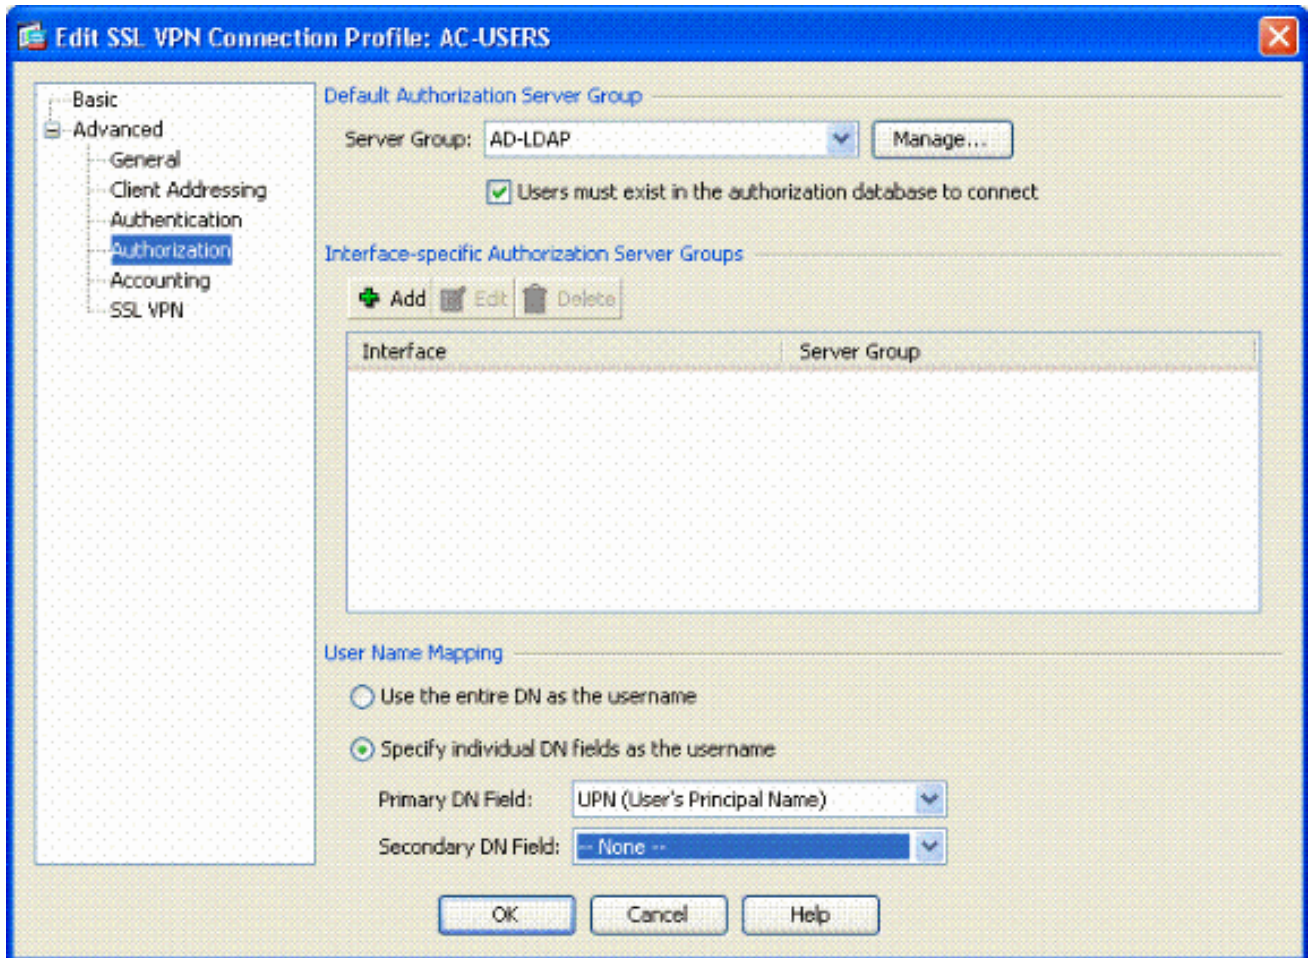 Edit SSL VPN Connection Profile: AC-USERS
Basic
Advanced
General
Client Addressing
Authentication
Authorization
Accounting
SSL VPN
Default Authorization Server Group
Server Group: AD-LDAP Manage...
Users must exist in the authorization database to connect
Interface-specific Authorization Server Groups
Add Edit Delete
Interface Server Group
User Name Mapping
Use the entire DN as the username
Specify individual DN fields as the username
Primary DN Field: UPN (User's Principal Name)
Secondary DN Field: -- None --
OK Cancel Help